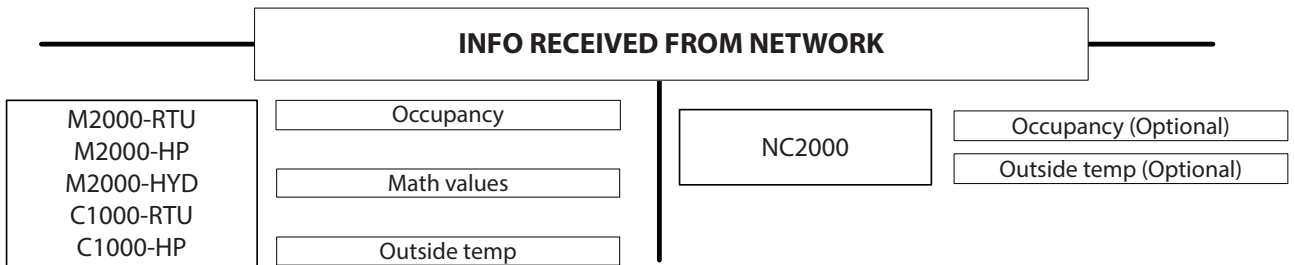 INFO RECEIVED FROM NETWORK
M2000-RTU
M2000-HP
M2000-HYD
C1000-RTU
C1000-HP
Occupancy
Math values
Outside temp
NC2000
Occupancy (Optional)
Outside temp (Optional)